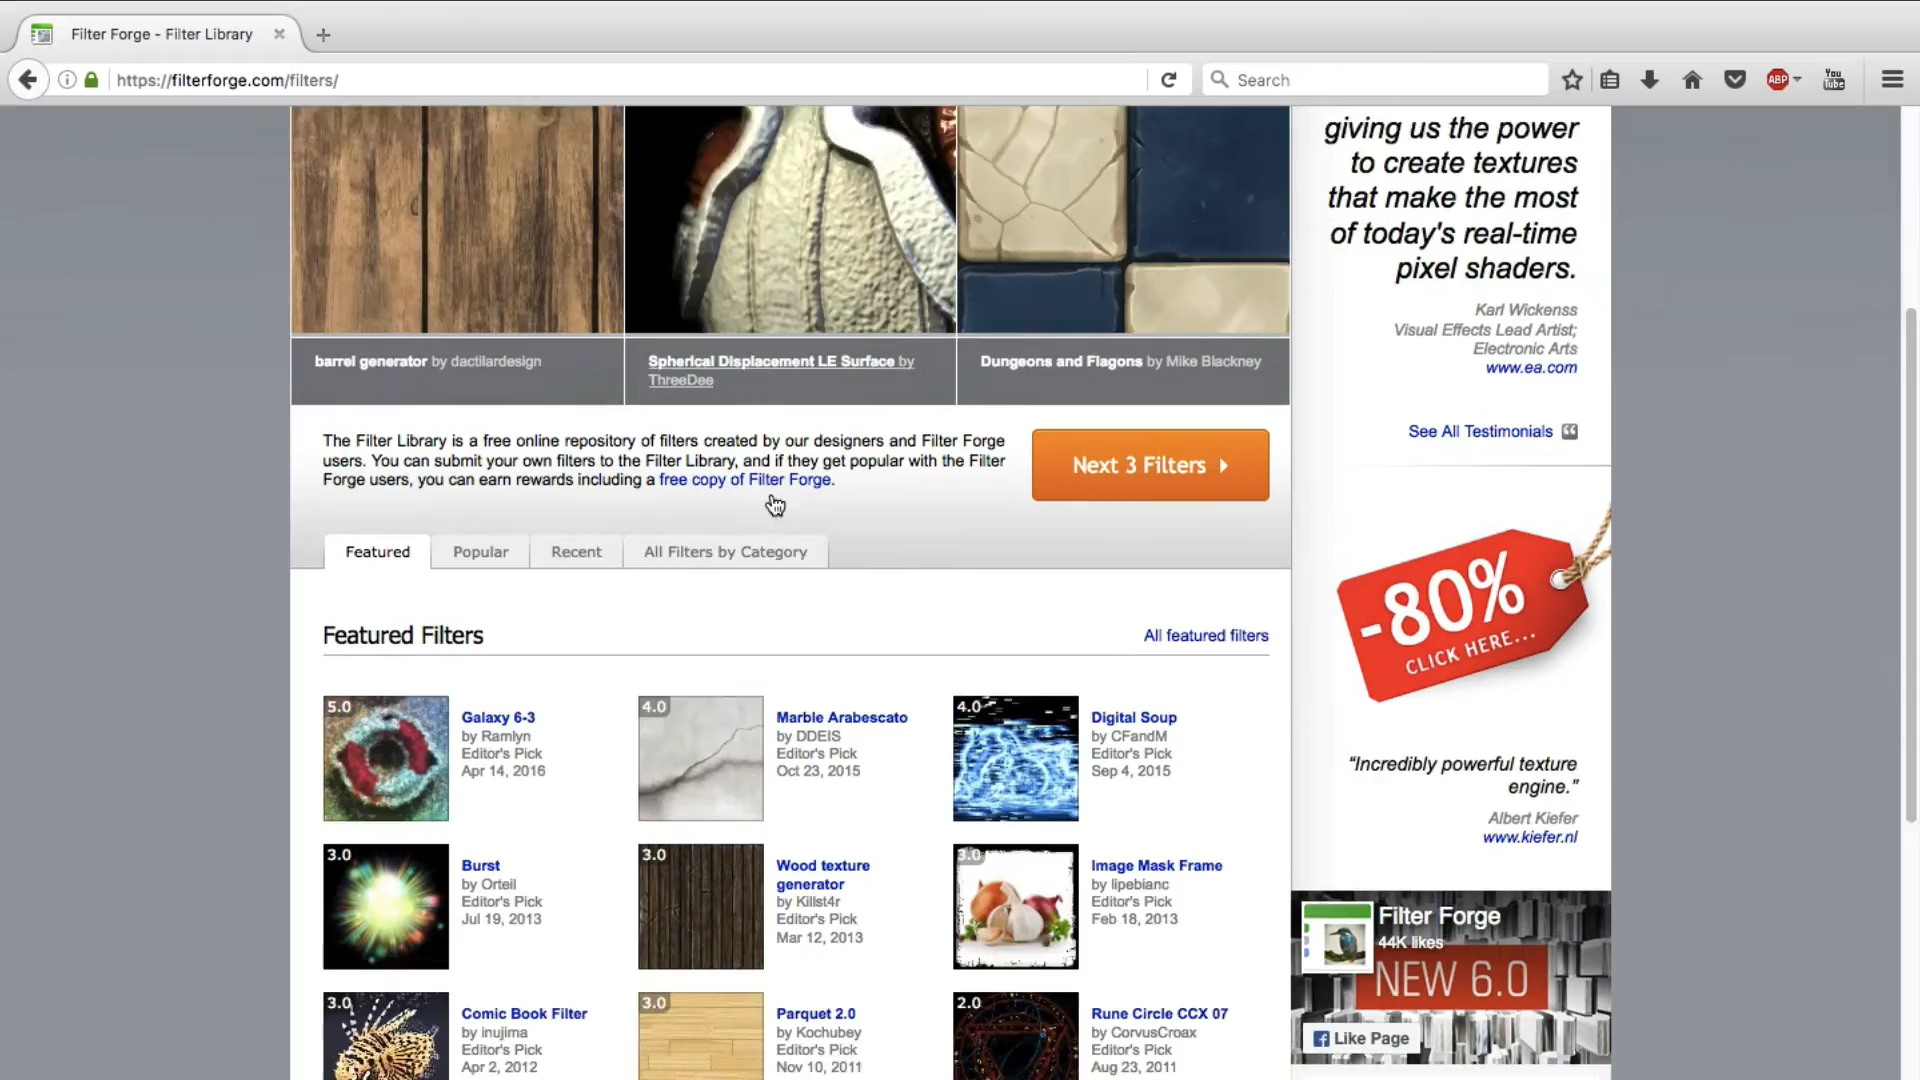 Filter Forge - Filter Library
https://filterforge.com/filters/
Search
ABP
You Tube
barrel generator by dactilardesign
Spherical Displacement LE Surface by
ThreeDee
Dungeons and Flagons by Mike Blackney
The Filter Library is a free online repository of filters created by our designers and Filter Forge
users. You can submit your own filters to the Filter Library, and if they get popular with the Filter
Forge users, you can earn rewards including a free copy of Filter Forge.
Next 3 Filters
Featured
Popular
Recent
All Filters by Category
Featured Filters
All featured filters
5.0
Galaxy 6-3
by Ramlyn
Editor's Pick
Apr 14, 2016
4.0
Marble Arabescato
by DDEIS
Editor's Pick
Oct 23, 2015
4.0
Digital Soup
by CFandM
Editor's Pick
Sep 4, 2015
3.0
Burst
by Orteil
Editor's Pick
Jul 19, 2013
3.0
Wood texture
generator
by Killst4r
Editor's Pick
Mar 12, 2013
3.0
Image Mask Frame
by lipebianc
Editor's Pick
Feb 18, 2013
3.0
Comic Book Filter
by inujima
Editor's Pick
Apr 2, 2012
3.0
Parquet 2.0
by Kochubey
Editor's Pick
Nov 10, 2011
2.0
Rune Circle CCX 07
by CorvusCroax
Editor's Pick
Aug 23, 2011
giving us the power
to create textures
that make the most
of today's real-time
pixel shaders.
Karl Wickenss
Visual Effects Lead Artist;
Electronic Arts
www.ea.com
See All Testimonials
-80%
CLICK HERE...
“Incredibly powerful texture
engine.”
Albert Kiefer
www.kiefer.nl
Filter Forge
44K likes
NEW 6.0
Like Page